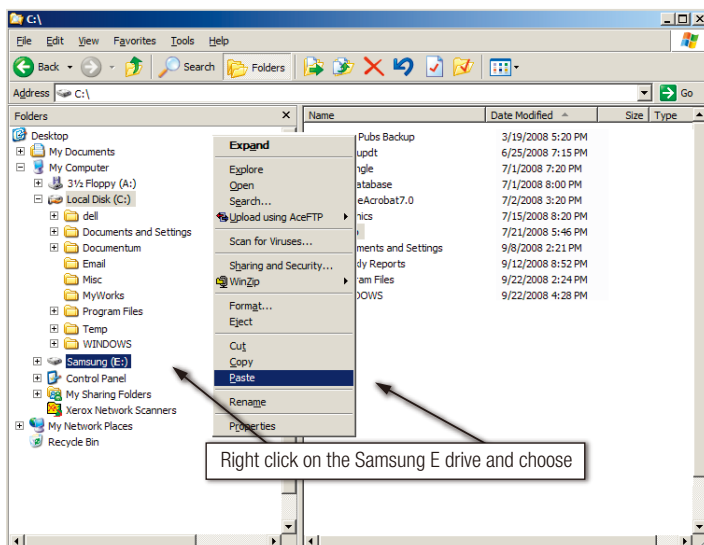 C:\
File Edit View Favorites Tools Help
Back Search Folders
Address C:\ Go
Folders × Name Date Modified Size Type
Desktop
My Documents
My Computer
3½ Floppy (A:)
Local Disk (C:)
dell
Documents and Settings
Documentum
Email
Misc
MyWorks
Program Files
Temp
WINDOWS
Samsung (E:)
Control Panel
My Sharing Folders
Xerox Network Scanners
My Network Places
Recycle Bin
Expand
Explore
Open
Search...
Upload using AceFTP
Scan for Viruses...
Sharing and Security...
WinZip
Format...
Eject
Cut
Copy
Paste
Rename
Properties
Pubs Backup 3/19/2008 5:20 PM
updt 6/25/2008 7:15 PM
ngle 7/1/2008 7:20 PM
atabase 7/1/2008 8:00 PM
eAcrobat7.0 7/2/2008 3:20 PM
nics 7/15/2008 8:20 PM
7/21/2008 5:46 PM
ments and Settings 9/8/2008 2:21 PM
dly Reports 9/12/2008 8:52 PM
ram Files 9/22/2008 2:24 PM
DOWS 9/22/2008 4:28 PM
Right click on the Samsung E drive and choose